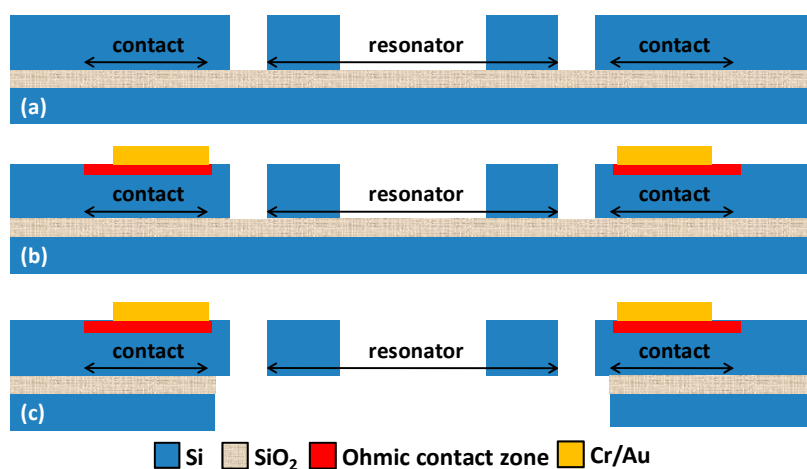 contact resonator contact
(a)
contact resonator contact
(b)
contact resonator contact
(c)
Si SiO₂ Ohmic contact zone Cr/Au